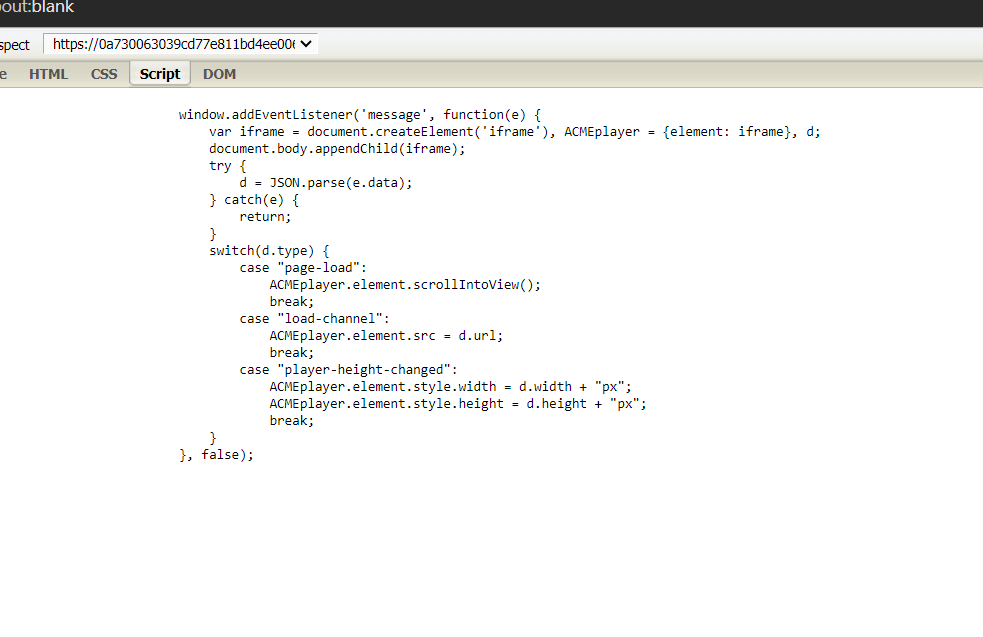 out:blank
spect https://0a730063039cd77e811bd4ee00
e HTML CSS Script DOM
window.addEventListener('message', function(e) {
    var iframe = document.createElement('iframe'), ACMEplayer = {element: iframe}, d;
    document.body.appendChild(iframe);
    try {
        d = JSON.parse(e.data);
    } catch(e) {
        return;
    }
    switch(d.type) {
        case "page-load":
            ACMEplayer.element.scrollIntoView();
            break;
        case "load-channel":
            ACMEplayer.element.src = d.url;
            break;
        case "player-height-changed":
            ACMEplayer.element.style.width = d.width + "px";
            ACMEplayer.element.style.height = d.height + "px";
            break;
    }
}, false);